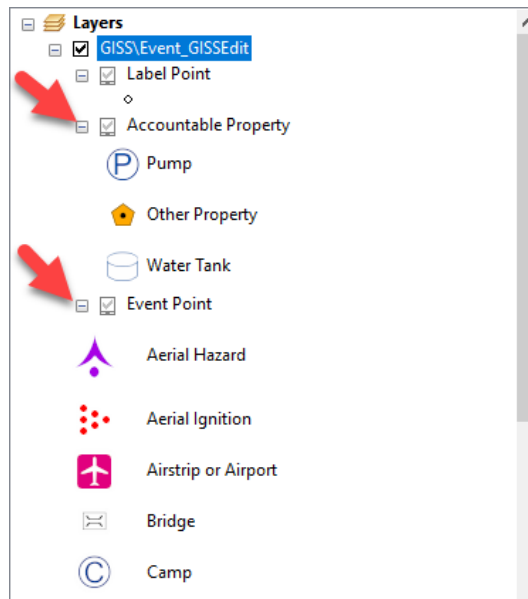 Layers
GISS\Event_GISSEdit
Label Point
Accountable Property
P Pump
Other Property
Water Tank
Event Point
Aerial Hazard
Aerial Ignition
Airstrip or Airport
Bridge
C Camp